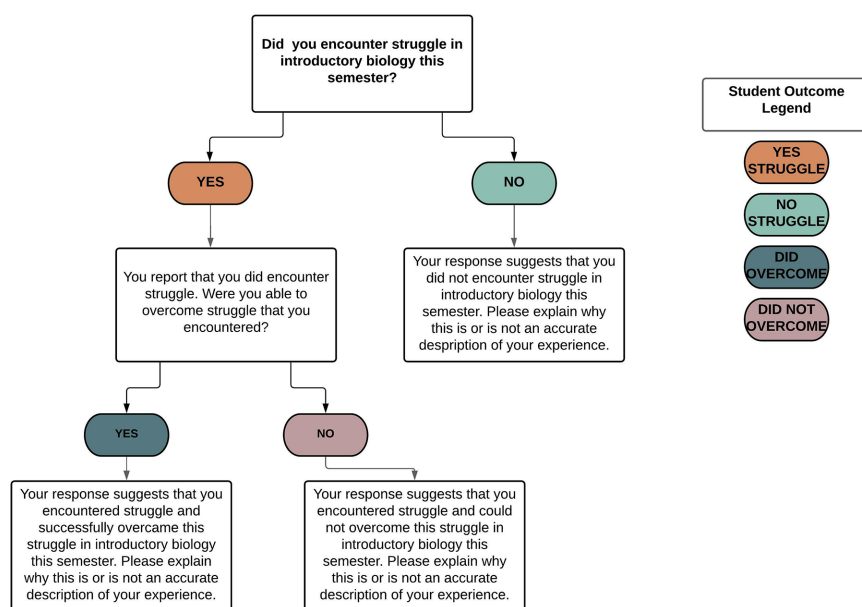 Did you encounter struggle in
introductory biology this
semester?
Student Outcome
Legend
YES
STRUGGLE
NO
STRUGGLE
DID
OVERCOME
DID NOT
OVERCOME
YES
NO
You report that you did encounter
struggle. Were you able to
overcome struggle that you
encountered?
Your response suggests that you
did not encounter struggle in
introductory biology this
semester. Please explain why
this is or is not an accurate
despription of your experience.
YES
NO
Your response suggests that you
encountered struggle and
successfully overcame this
struggle in introductory biology
this semester. Please explain
why this is or is not an accurate
description of your experience.
Your response suggests that you
encountered struggle and could
not overcome this struggle in
introductory biology this
semester. Please explain why
this is or is not an accurate
description of your experience.